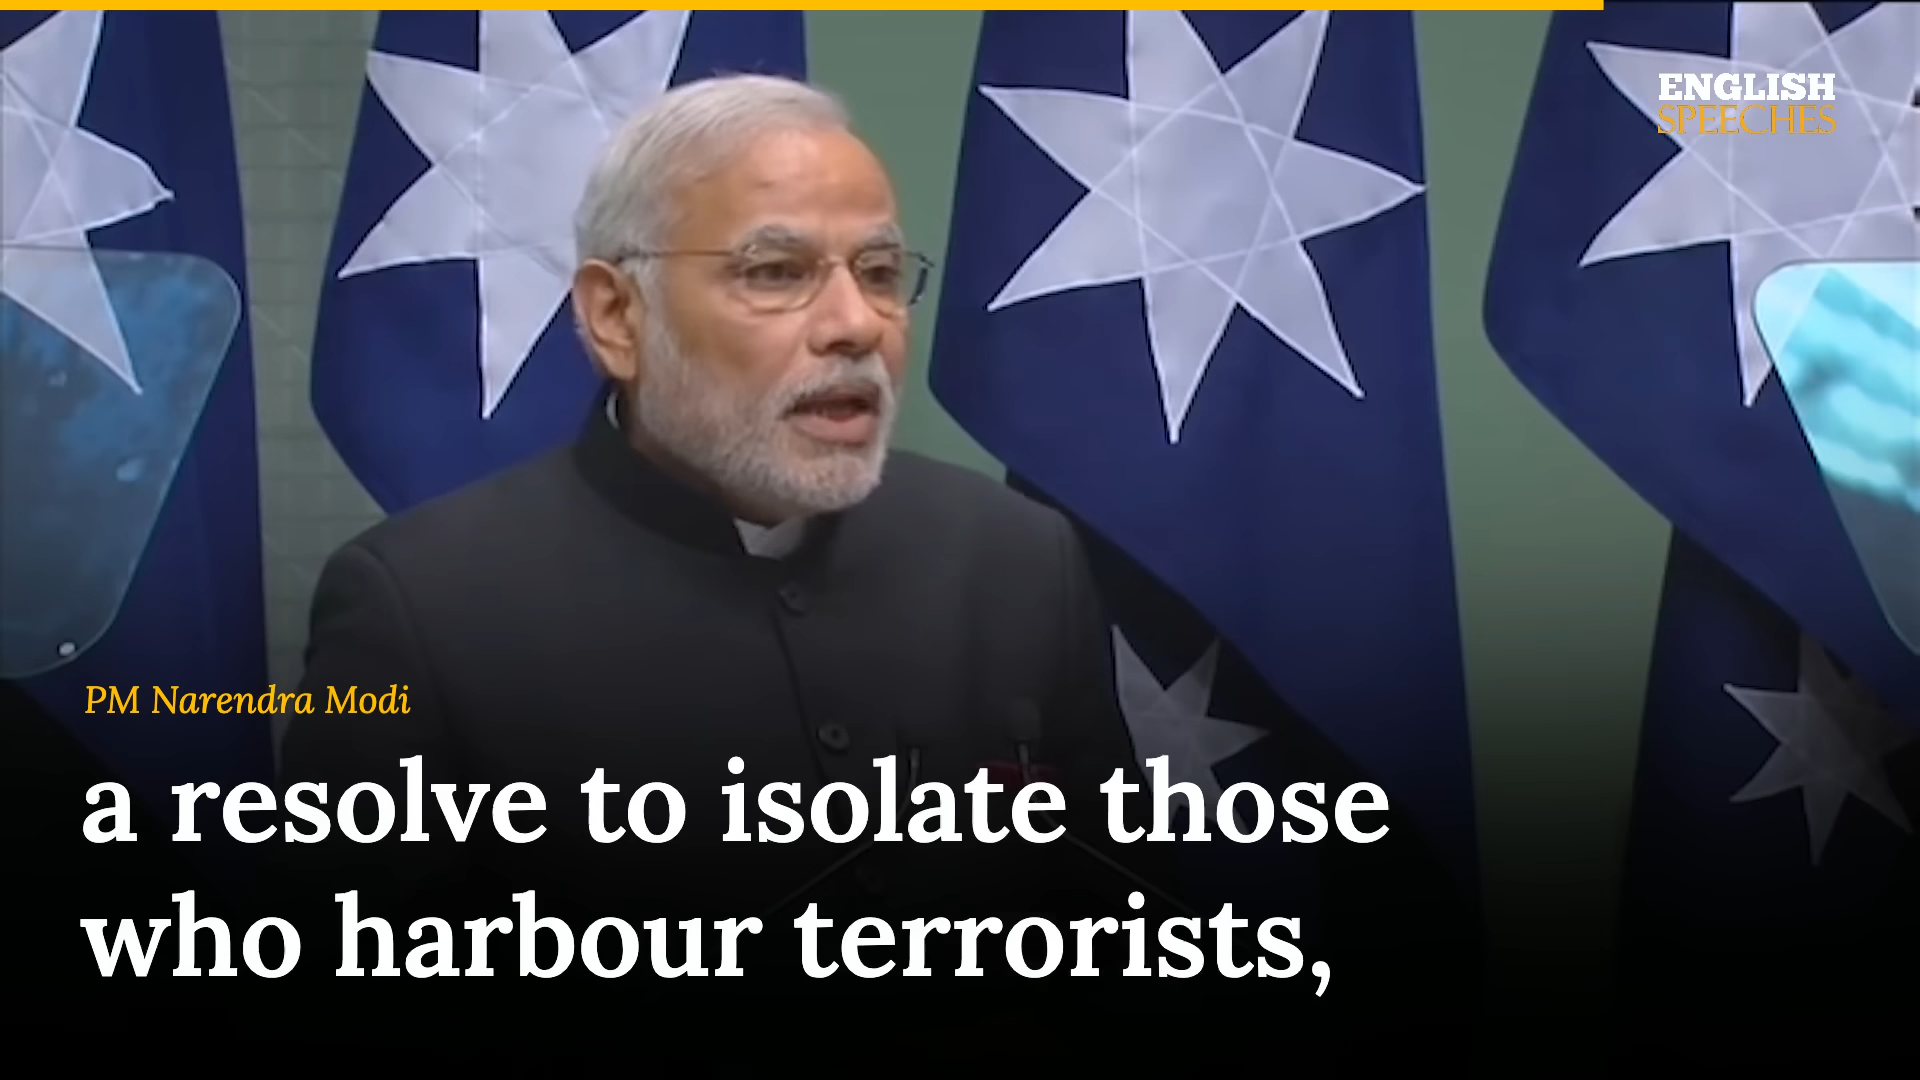 ENGLISH
SPEECHES
PM Narendra Modi
a resolve to isolate those
who harbour terrorists,